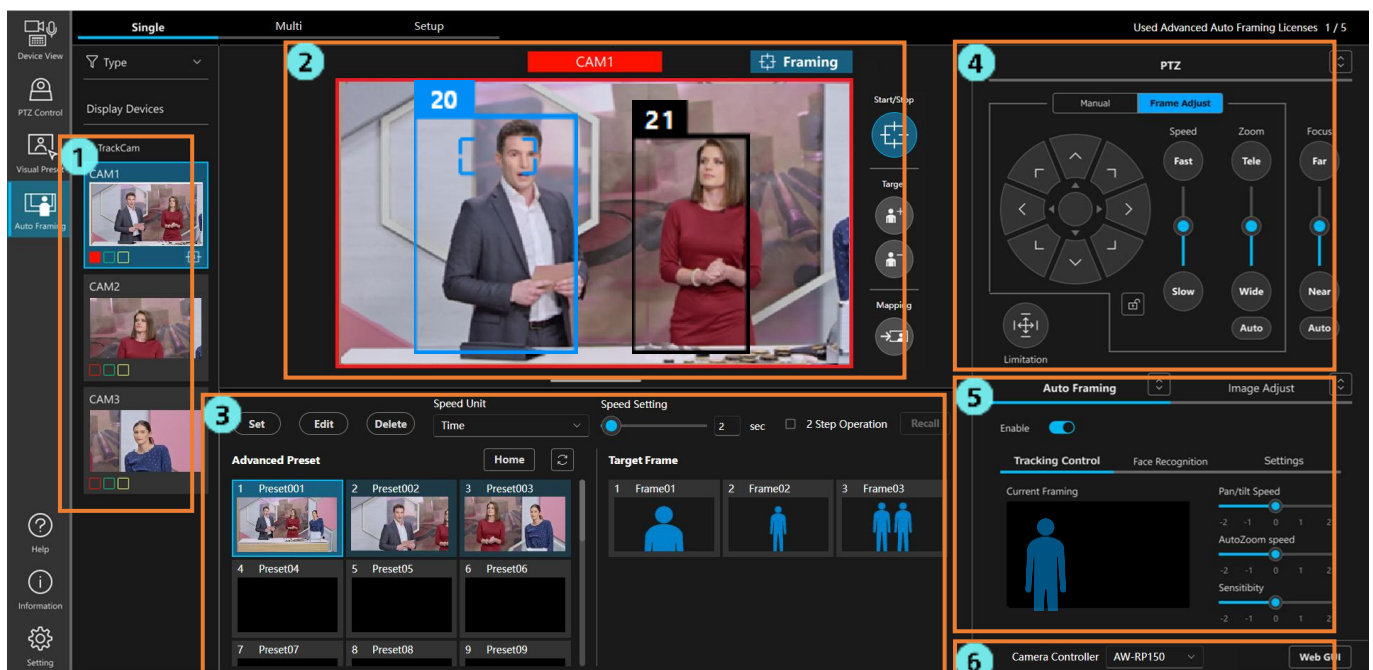 Single
Multi
Setup
Used Advanced Auto Framing Licenses 1 / 5
Device View
PTZ Control
Visual Preset
Auto Framing
Help
Information
Setting
Type
Display Devices
1
TrackCam
CAM1
CAM2
CAM3
2
CAM1
Framing
20
21
Start/Stop
Target
Mapping
3
Set
Edit
Delete
Speed Unit
Time
Speed Setting
2 sec
2 Step Operation
Recall
Advanced Preset
Home
1 Preset001
2 Preset002
3 Preset003
4 Preset04
5 Preset05
6 Preset06
7 Preset07
8 Preset08
9 Preset09
Target Frame
1 Frame01
2 Frame02
3 Frame03
4
PTZ
Manual
Frame Adjust
Speed
Zoom
Focus
Fast
Tele
Far
Slow
Wide
Near
Auto
Auto
Limitation
5
Auto Framing
Image Adjust
Enable
Tracking Control
Face Recognition
Settings
Current Framing
Pan/tilt Speed
-2 -1 0 1 2
AutoZoom speed
-2 -1 0 1 2
Sensitibity
-2 -1 0 1 2
6
Camera Controller
AW-RP150
Web GUI